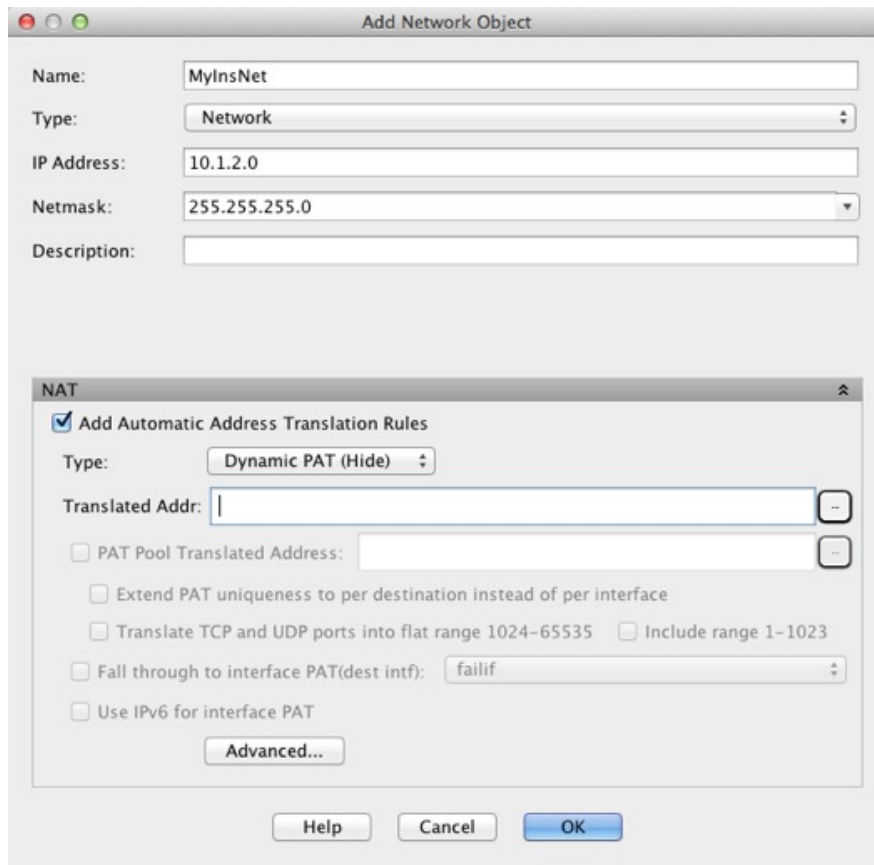 Add Network Object
Name: MyInsNet
Type: Network
IP Address: 10.1.2.0
Netmask: 255.255.255.0
Description:
NAT
Add Automatic Address Translation Rules
Type: Dynamic PAT (Hide)
Translated Addr: --
PAT Pool Translated Address: --
Extend PAT uniqueness to per destination instead of per interface
Translate TCP and UDP ports into flat range 1024-65535 Include range 1-1023
Fall through to interface PAT(dest intf): failif
Use IPv6 for interface PAT
Advanced...
Help Cancel OK